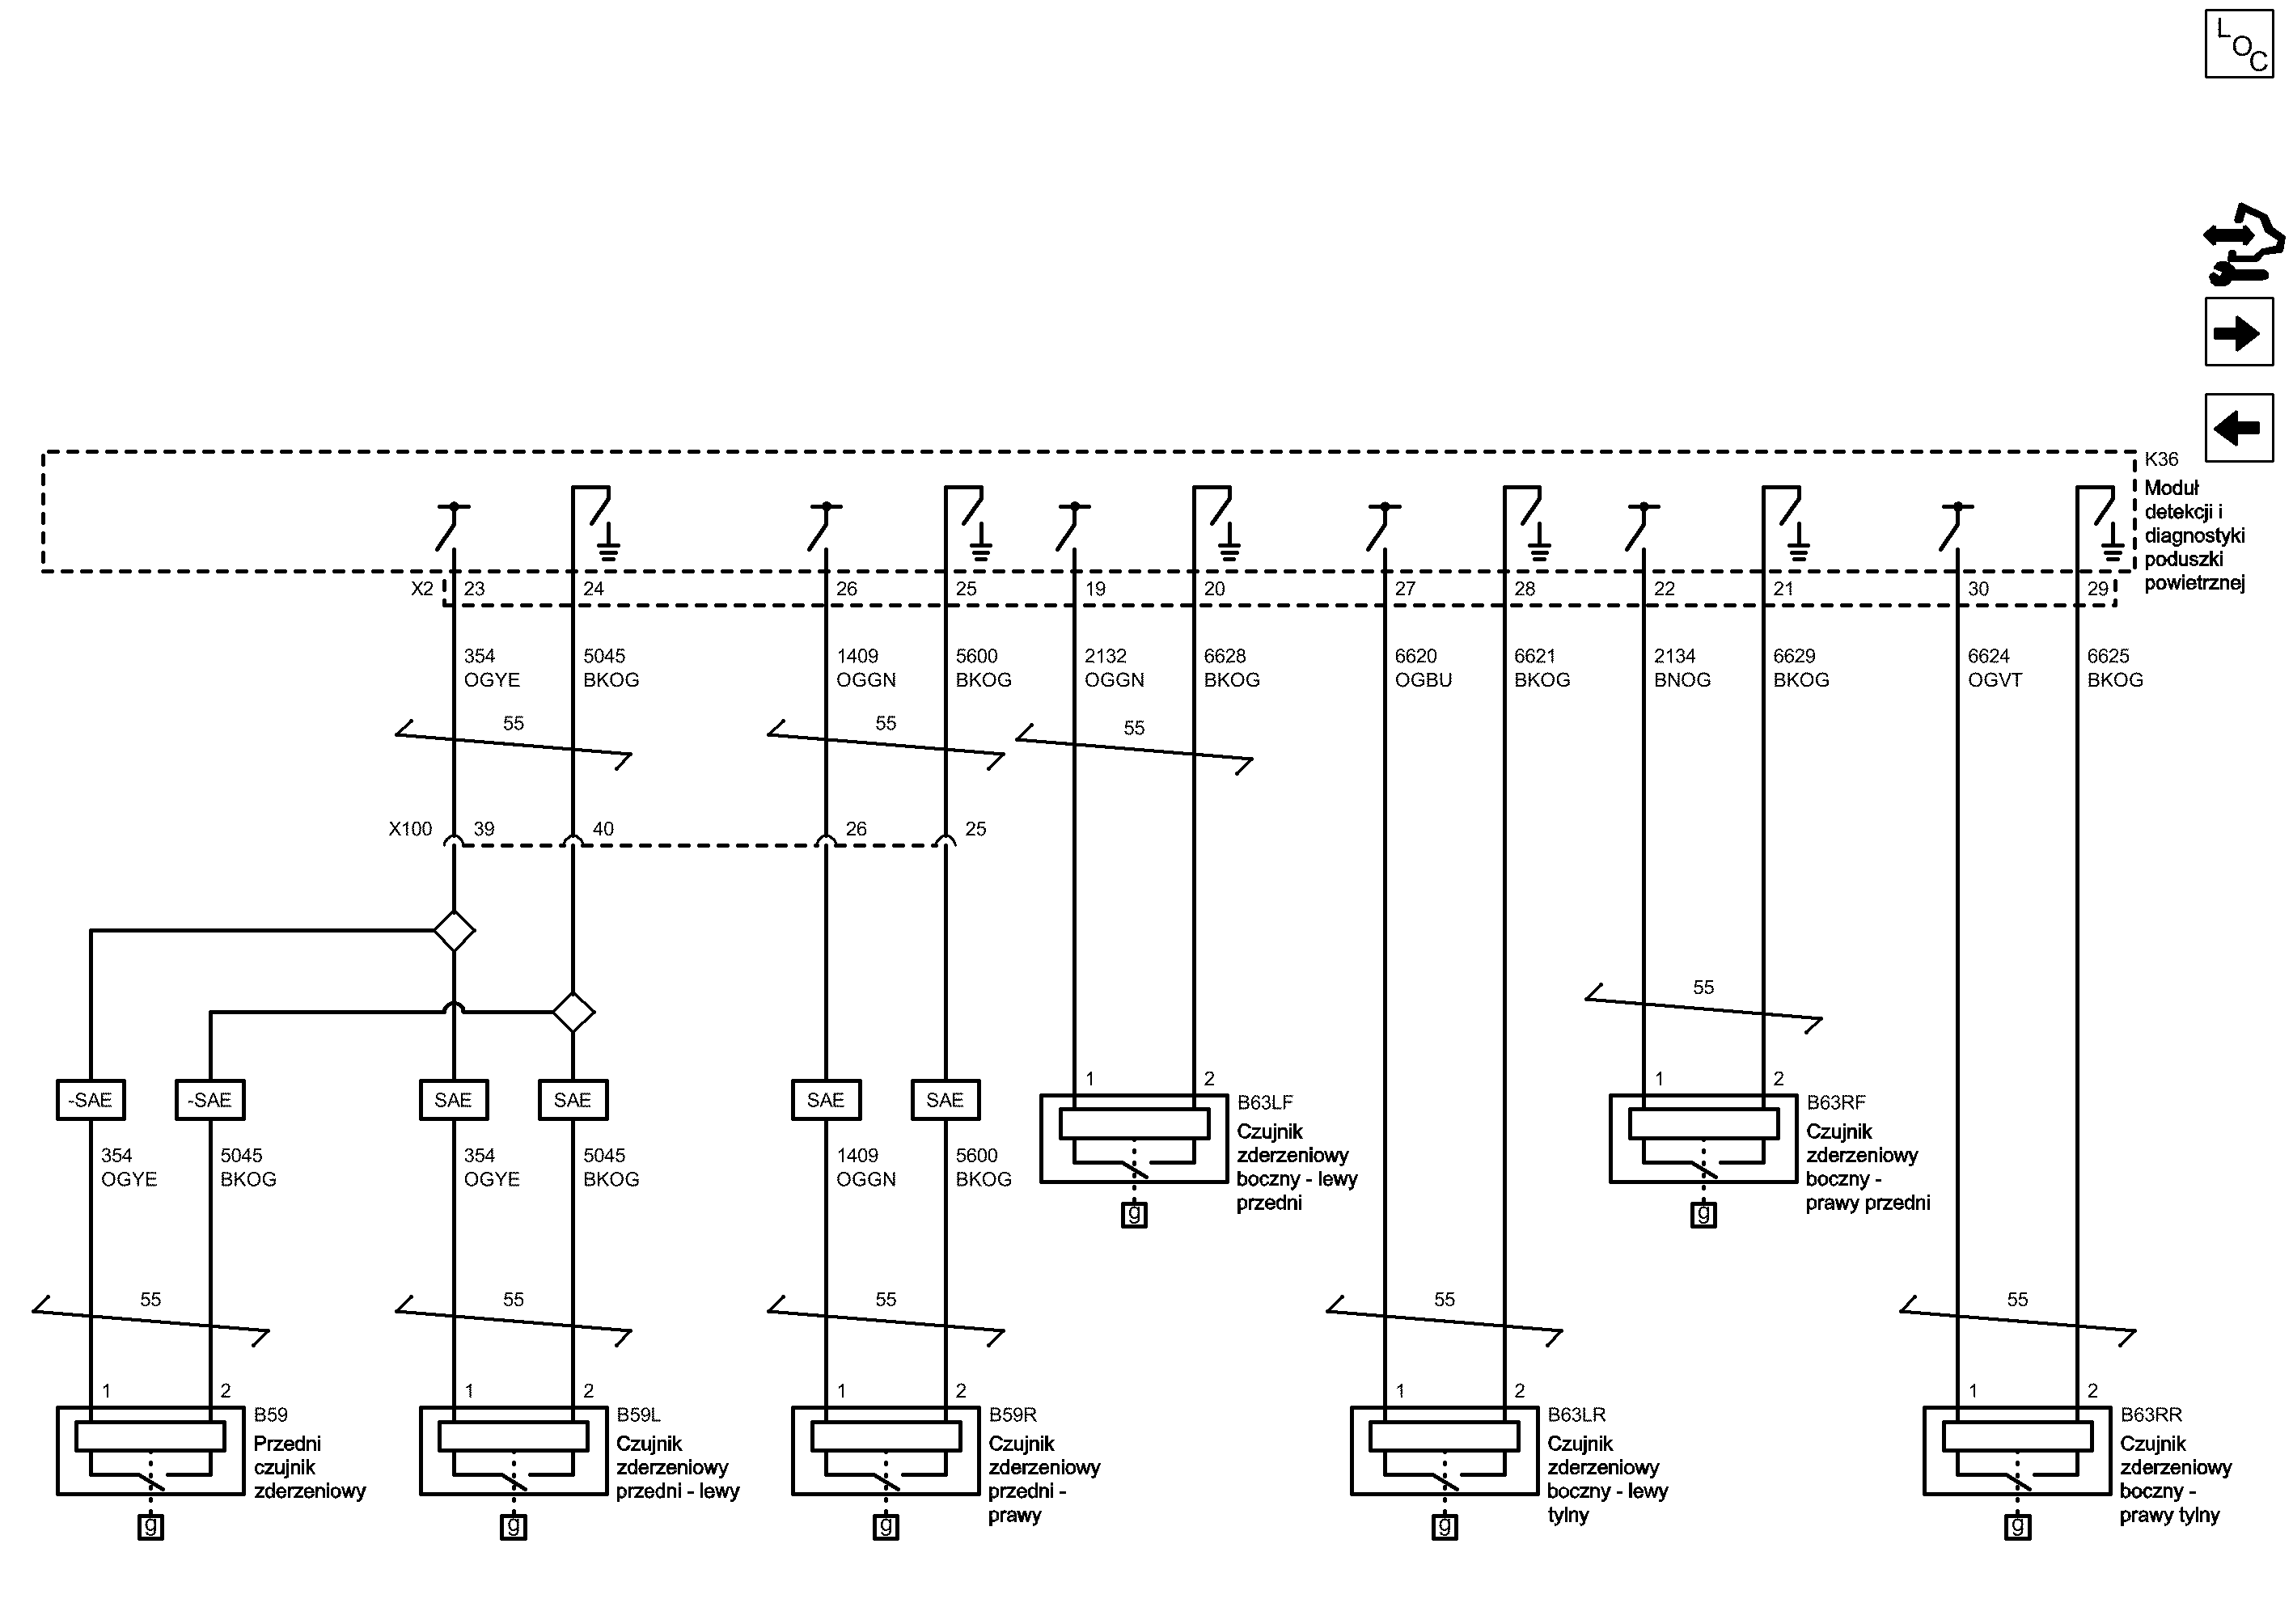 LOC
K36
Moduł
detekcji i
diagnostyki
poduszki
powietrznej
X2 23 24 26 25 19 20 27 28 22 21 30 29
354 5045 1409 5600 2132 6628 6620 6621 2134 6629 6624 6625
OGYE BKOG OGGN BKOG OGGN BKOG OGBU BKOG BNOG BKOG OGVT BKOG
55 55 55
X100 39 40 26 25
55
1 2 1 2
-SAE -SAE SAE SAE SAE SAE
B63LF
Czujnik
zderzeniowy
boczny - lewy
przedni
g
B63RF
Czujnik
zderzeniowy
boczny -
prawy przedni
g
354 5045 354 5045 1409 5600
OGYE BKOG OGYE BKOG OGGN BKOG
55 55 55 55 55
1 2 1 2 1 2 1 2 1 2
B59
Przedni
czujnik
zderzeniowy
g
B59L
Czujnik
zderzeniowy
przedni - lewy
g
B59R
Czujnik
zderzeniowy
przedni -
prawy
g
B63LR
Czujnik
zderzeniowy
boczny - lewy
tylny
g
B63RR
Czujnik
zderzeniowy
boczny -
prawy tylny
g